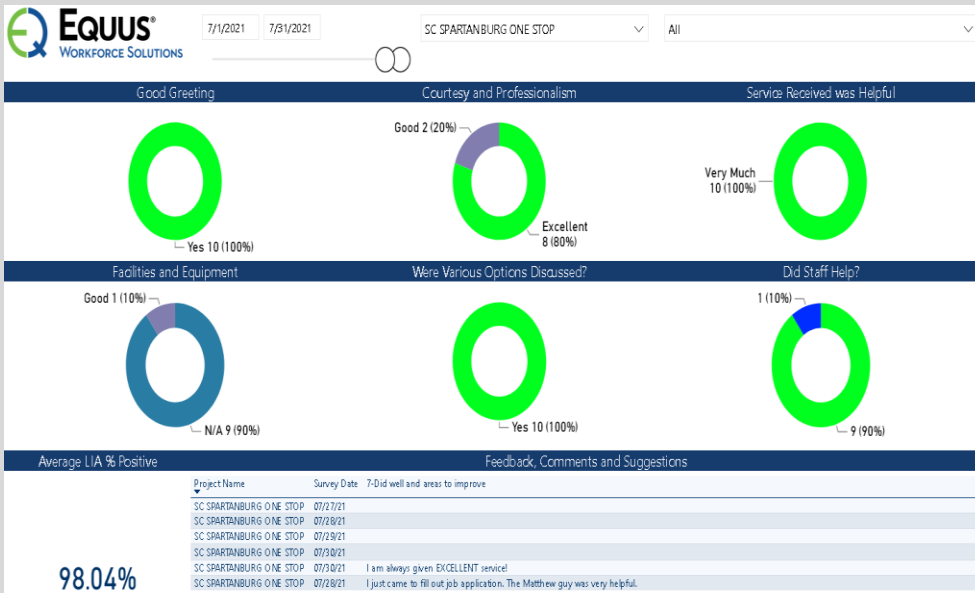 EQUUS®
WORKFORCE SOLUTIONS
7/1/2021
7/31/2021
SC SPARTANBURG ONE STOP
All
Good Greeting
Courtesy and Professionalism
Service Received was Helpful
Yes 10 (100%)
Good 2 (20%)
Excellent
8 (80%)
Very Much
10 (100%)
Facilities and Equipment
Were Various Options Discussed?
Did Staff Help?
Good 1 (10%)
N/A 9 (90%)
Yes 10 (100%)
1 (10%)
9 (90%)
Average LIA % Positive
98.04%
Feedback, Comments and Suggestions
Project Name Survey Date 7-Did well and areas to improve
SC SPARTANBURG ONE STOP 07/27/21
SC SPARTANBURG ONE STOP 07/28/21
SC SPARTANBURG ONE STOP 07/29/21
SC SPARTANBURG ONE STOP 07/30/21
SC SPARTANBURG ONE STOP 07/30/21 I am always given EXCELLENT service!
SC SPARTANBURG ONE STOP 07/28/21 I just came to fill out job application. The Matthew guy was very helpful.